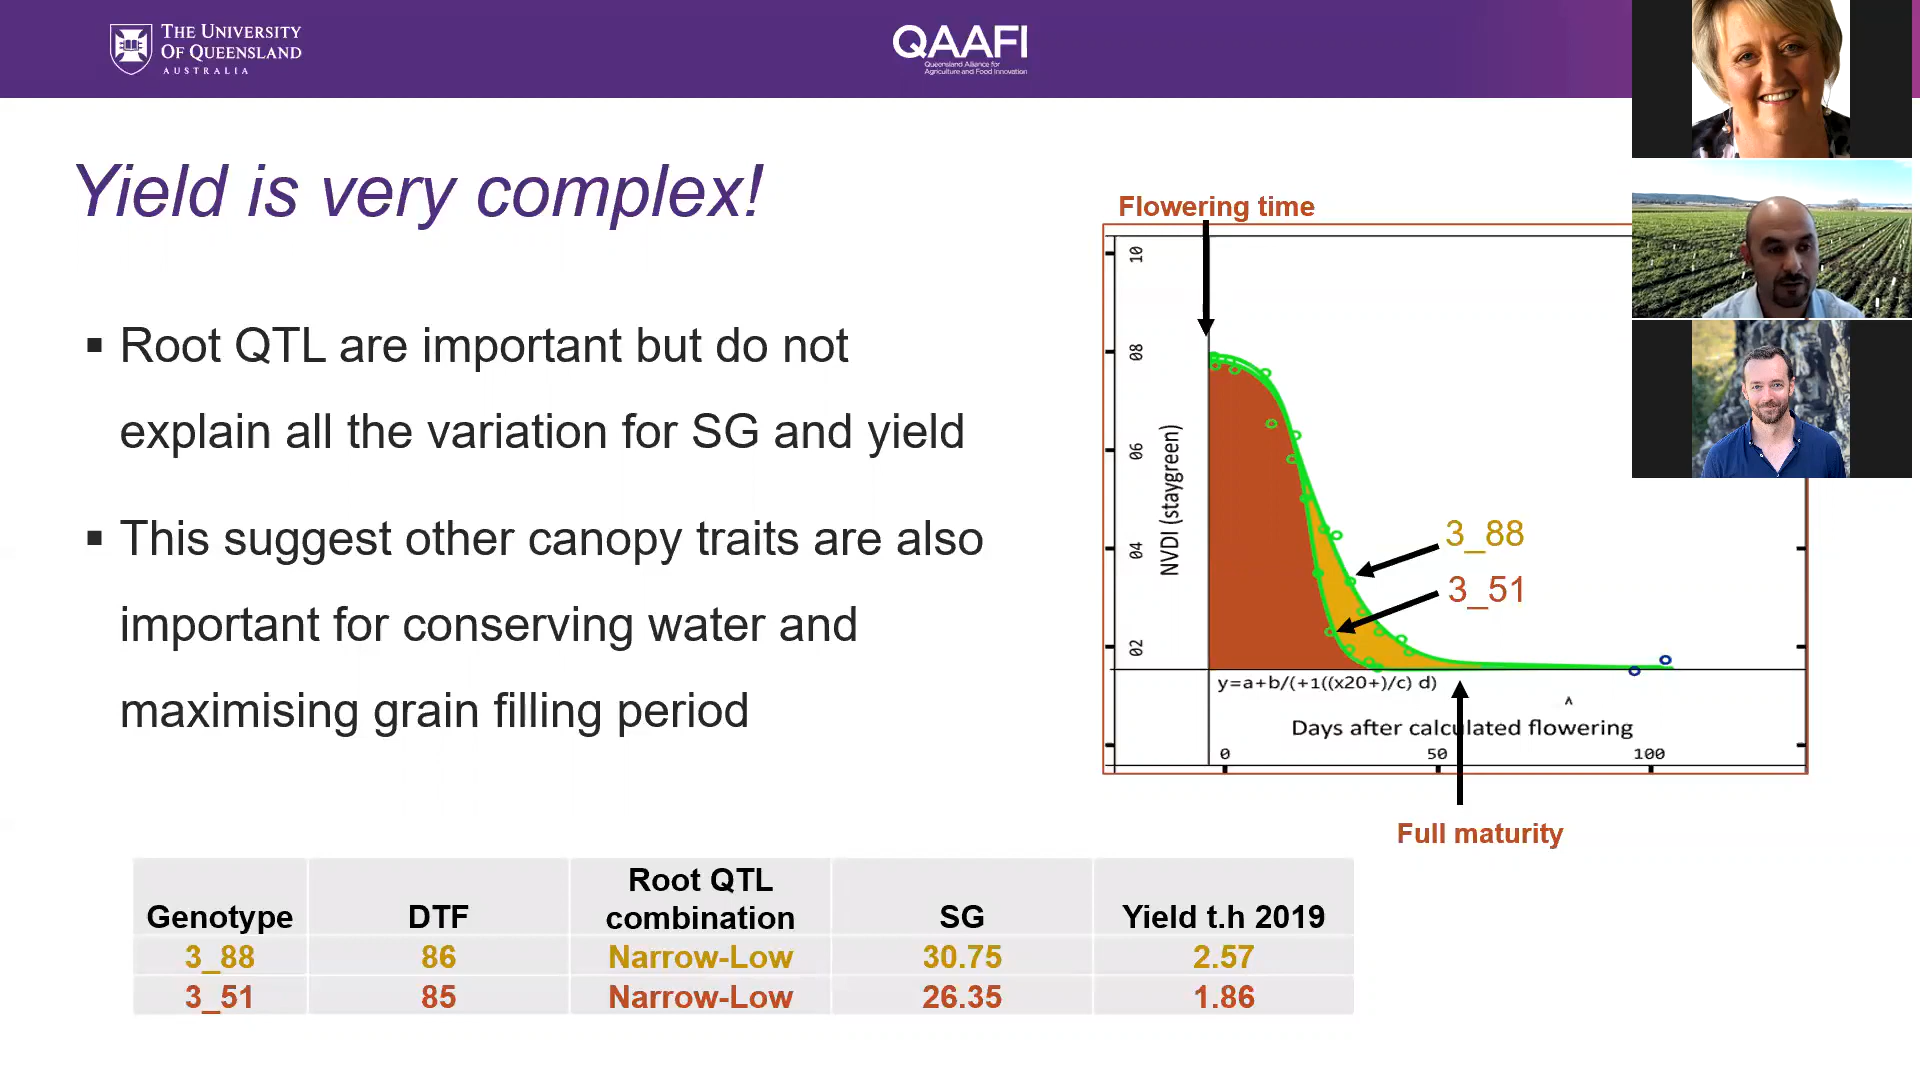 THE UNIVERSITY
OF QUEENSLAND
AUSTRALIA
QAAFI
Queensland Alliance for
Agriculture and Food Innovation
Yield is very complex!
▪ Root QTL are important but do not
explain all the variation for SG and yield
▪ This suggest other canopy traits are also
important for conserving water and
maximising grain filling period
Flowering time
10
08
06
04
02
NVDI (staygreen)
3_88
3_51
y=a+b/(+1((x20+)/c) d)
^
Days after calculated flowering
0 50 100
Full maturity
Root QTL
Genotype DTF combination SG Yield t.h 2019
3_88 86 Narrow-Low 30.75 2.57
3_51 85 Narrow-Low 26.35 1.86